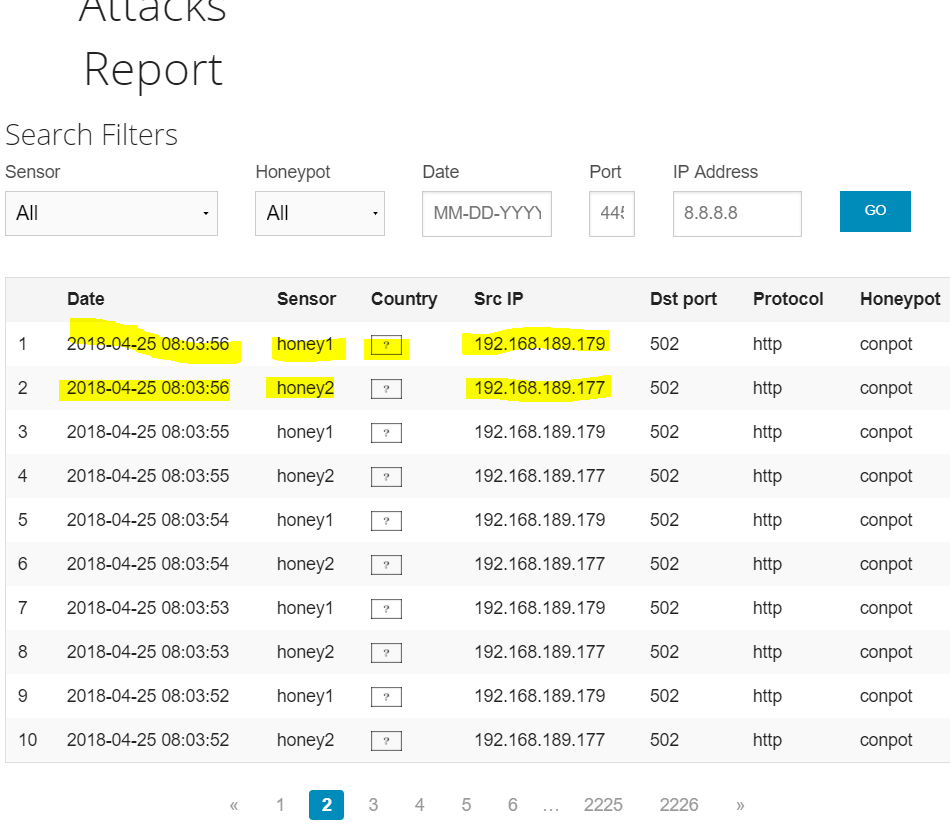 Attacks
Report
Search Filters
Sensor Honeypot Date Port IP Address
All All MM-DD-YYYY 445 8.8.8.8 GO
Date Sensor Country Src IP Dst port Protocol Honeypot
1 2018-04-25 08:03:56 honey1 ? 192.168.189.179 502 http conpot
2 2018-04-25 08:03:56 honey2 ? 192.168.189.177 502 http conpot
3 2018-04-25 08:03:55 honey1 ? 192.168.189.179 502 http conpot
4 2018-04-25 08:03:55 honey2 ? 192.168.189.177 502 http conpot
5 2018-04-25 08:03:54 honey1 ? 192.168.189.179 502 http conpot
6 2018-04-25 08:03:54 honey2 ? 192.168.189.177 502 http conpot
7 2018-04-25 08:03:53 honey1 ? 192.168.189.179 502 http conpot
8 2018-04-25 08:03:53 honey2 ? 192.168.189.177 502 http conpot
9 2018-04-25 08:03:52 honey1 ? 192.168.189.179 502 http conpot
10 2018-04-25 08:03:52 honey2 ? 192.168.189.177 502 http conpot
« 1 2 3 4 5 6 … 2225 2226 »